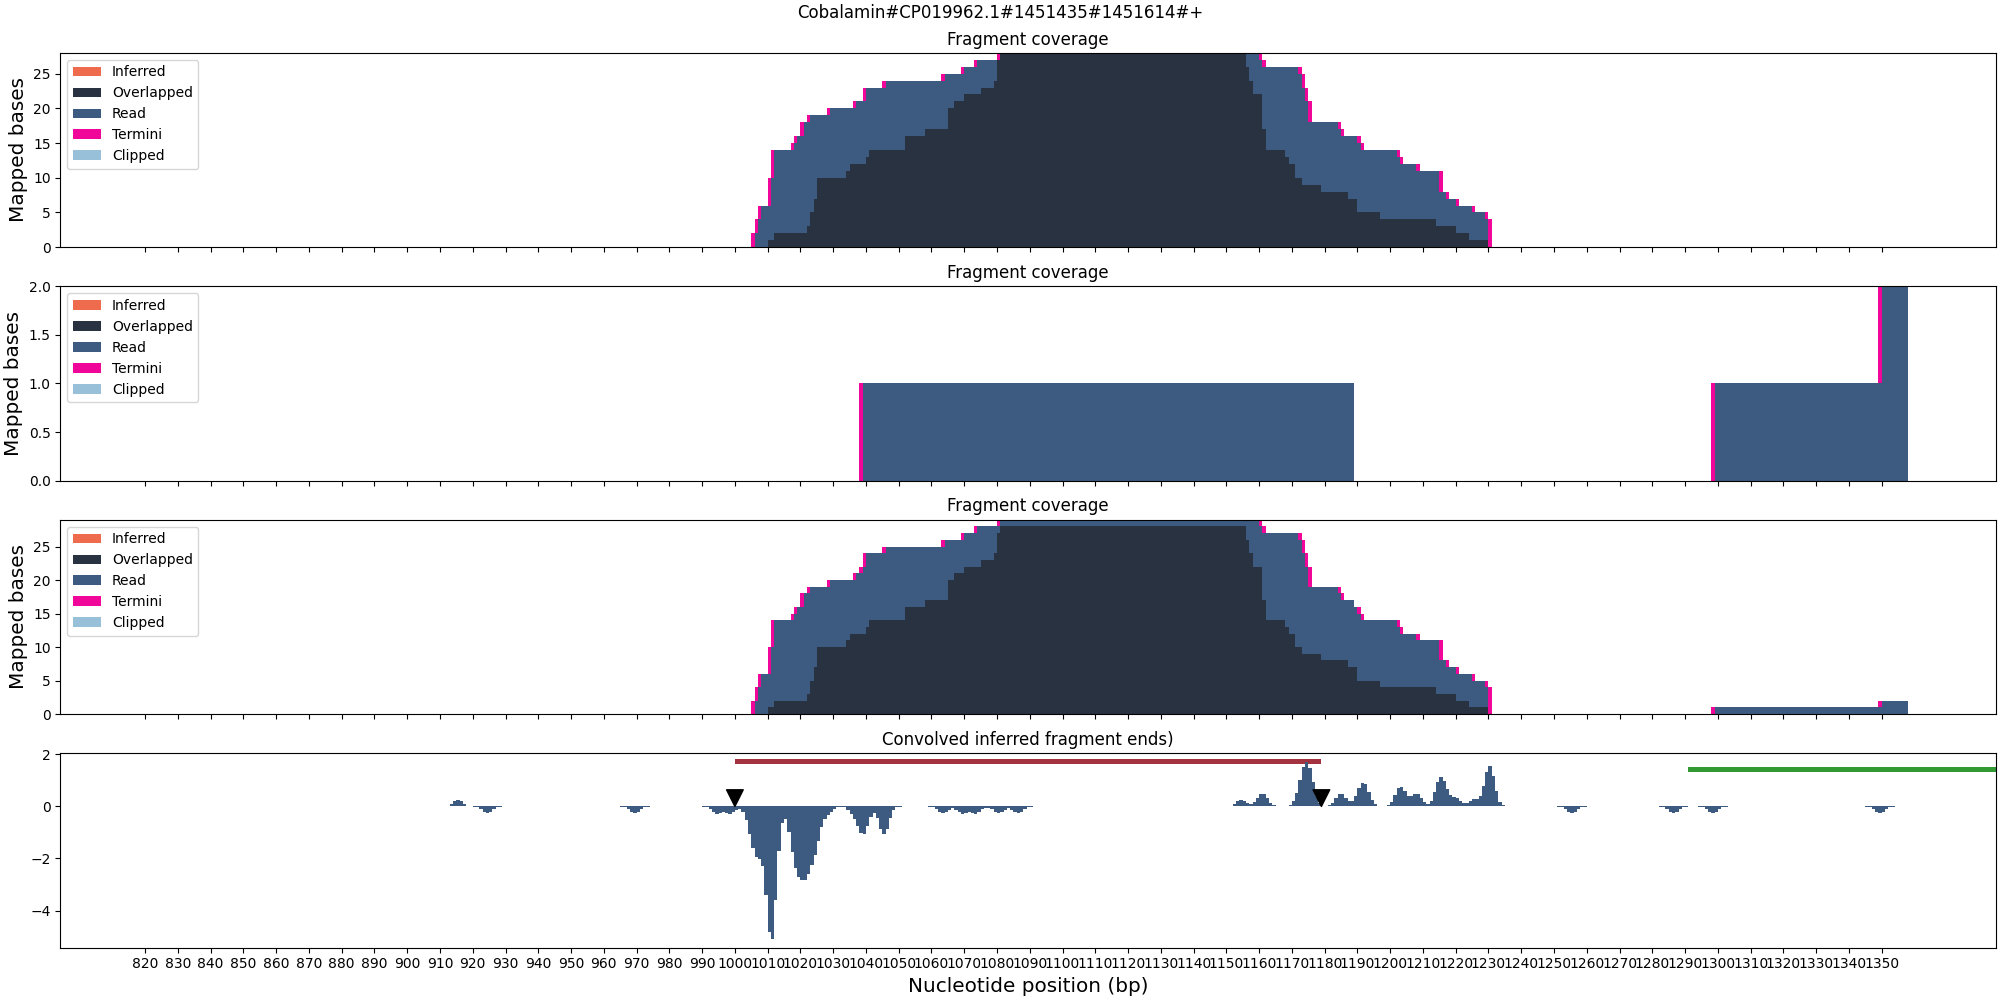 Cobalamin#CP019962.1#1451435#1451614#+
Fragment coverage
Mapped bases
25
20
15
10
5
0
Inferred
Overlapped
Read
Termini
Clipped
Fragment coverage
Mapped bases
2.0
1.5
1.0
0.5
0.0
Inferred
Overlapped
Read
Termini
Clipped
Fragment coverage
Mapped bases
25
20
15
10
5
0
Inferred
Overlapped
Read
Termini
Clipped
Convolved inferred fragment ends)
2
0
−2
−4
820 830 840 850 860 870 880 890 900 910 920 930 940 950 960 970 980 990 1000 1010 1020 1030 1040 1050 1060 1070 1080 1090 1100 1110 1120 1130 1140 1150 1160 1170 1180 1190 1200 1210 1220 1230 1240 1250 1260 1270 1280 1290 1300 1310 1320 1330 1340 1350
Nucleotide position (bp)